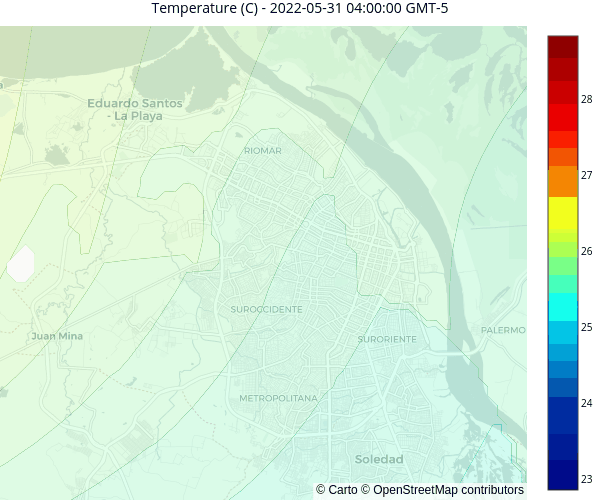 Temperature (C) - 2022-05-31 04:00:00 GMT-5
Eduardo Santos
- La Playa
RIOMAR
SUROCCIDENTE
Juan Mina
SURORIENTE
PALERMO
METROPOLITANA
Soledad
© Carto © OpenStreetMap contributors
28
27
26
25
24
23